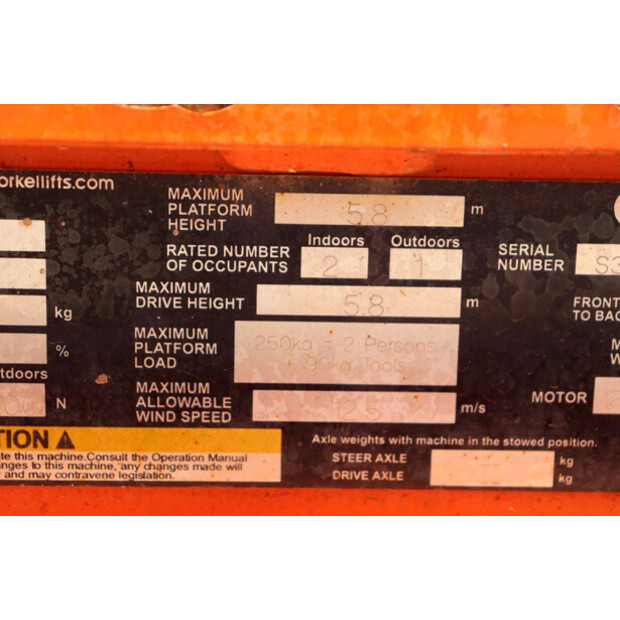 orkellifts.com
MAXIMUM
PLATFORM
HEIGHT
5.8 m
Indoors Outdoors
RATED NUMBER
OF OCCUPANTS
2 1
SERIAL
NUMBER
S3
MAXIMUM
DRIVE HEIGHT
5.8 m
kg
FRONT
TO BAC
MAXIMUM
PLATFORM
LOAD
250kg = 2 Persons
+ 90kg Tools
%
tdoors
MAXIMUM
ALLOWABLE
WIND SPEED
12.5 m/s
N
MOTOR
TION
te this machine.Consult the Operation Manual
nges to this machine, any changes made will
and may contravene legislation.
Axle weights with machine in the stowed position.
STEER AXLE kg
DRIVE AXLE kg